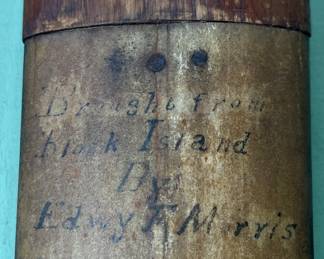 Brought from
block Island
By
Edwy F. Morris